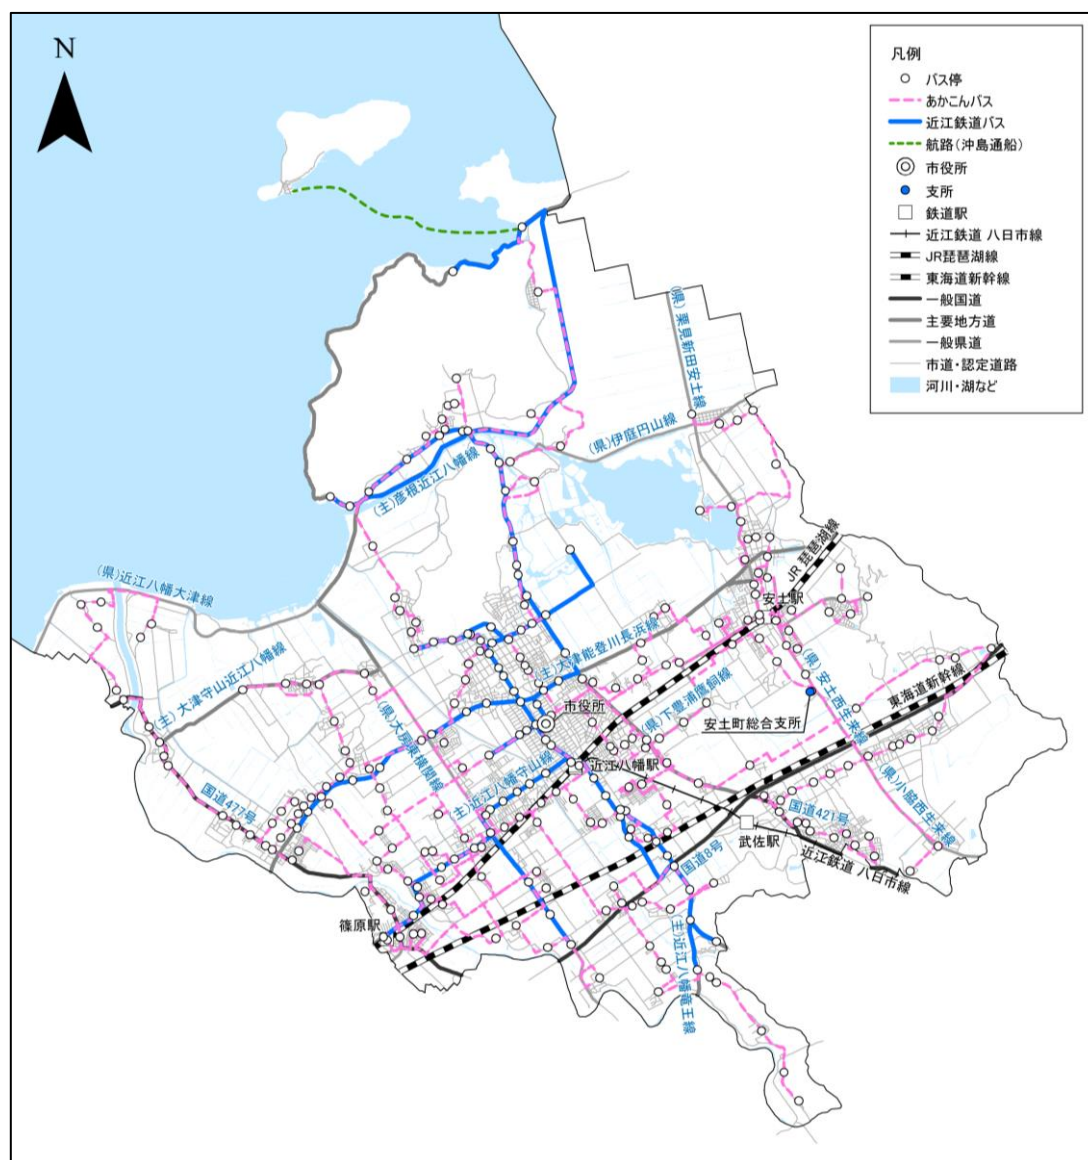 N
凡例
バス停
あかこんバス
近江鉄道バス
航路(沖島通船)
市役所
支所
鉄道駅
近江鉄道 八日市線
JR琵琶湖線
東海道新幹線
一般国道
主要地方道
一般県道
市道・認定道路
河川・湖など
(県)栗見新田安土線
(県)伊庭円山線
(主)彦根近江八幡線
JR 琵琶湖線
(県)近江八幡大津線
安土駅
(主)大津能登川長浜線
(主)大津守山近江八幡線
(県)安土西生来線
東海道新幹線
(県)大房東横関線
市役所
(県)下豊浦鷹飼線
安土町総合支所
近江八幡駅
(主)近江八幡守山線
(県)小脇西生来線
国道477号
国道421号
武佐駅
国道8号
近江鉄道 八日市線
篠原駅
(主)近江八幡竜王線